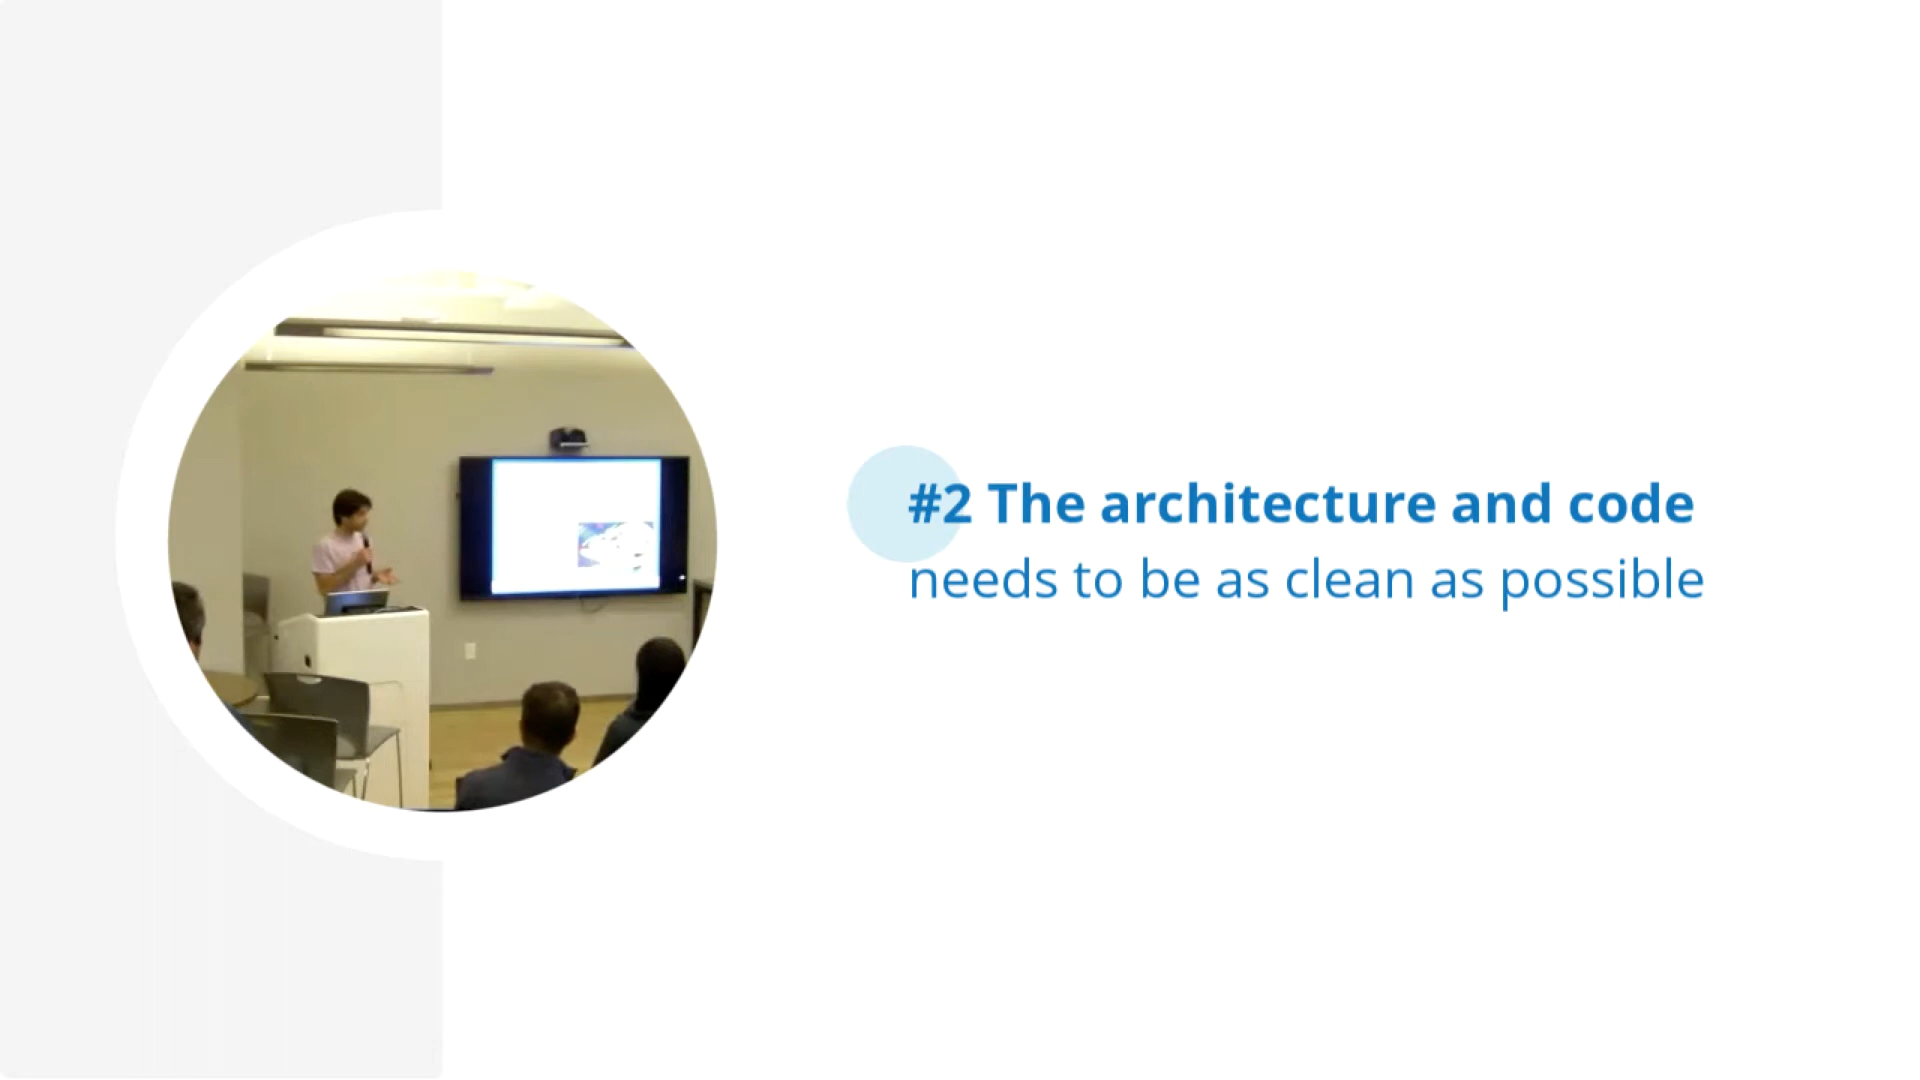 #2 The architecture and code
needs to be as clean as possible